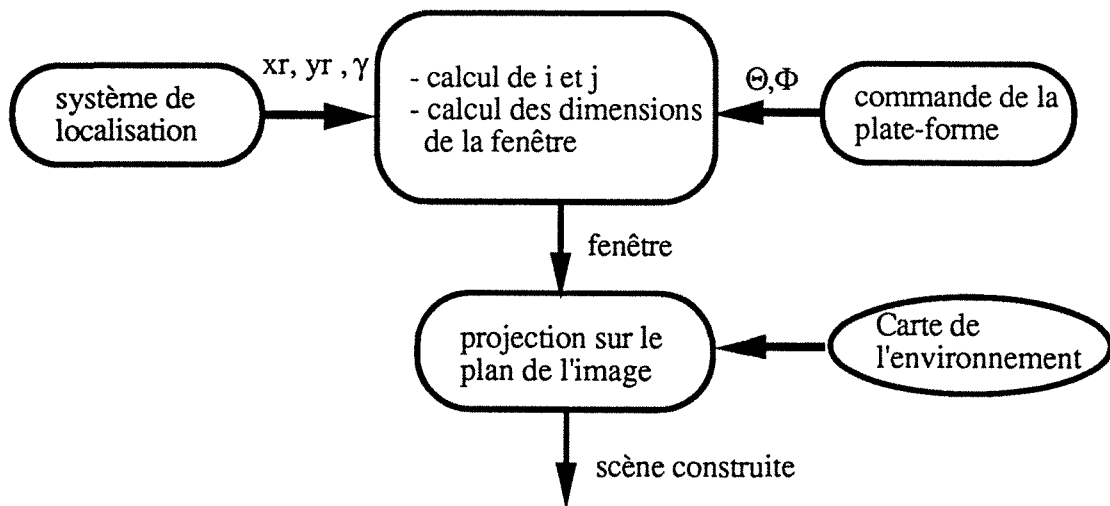 xr, yr , γ
système de
localisation
- calcul de i et j
- calcul des dimensions
de la fenêtre
Θ,Φ
commande de la
plate-forme
fenêtre
projection sur le
plan de l'image
Carte de
l'environnement
scène construite